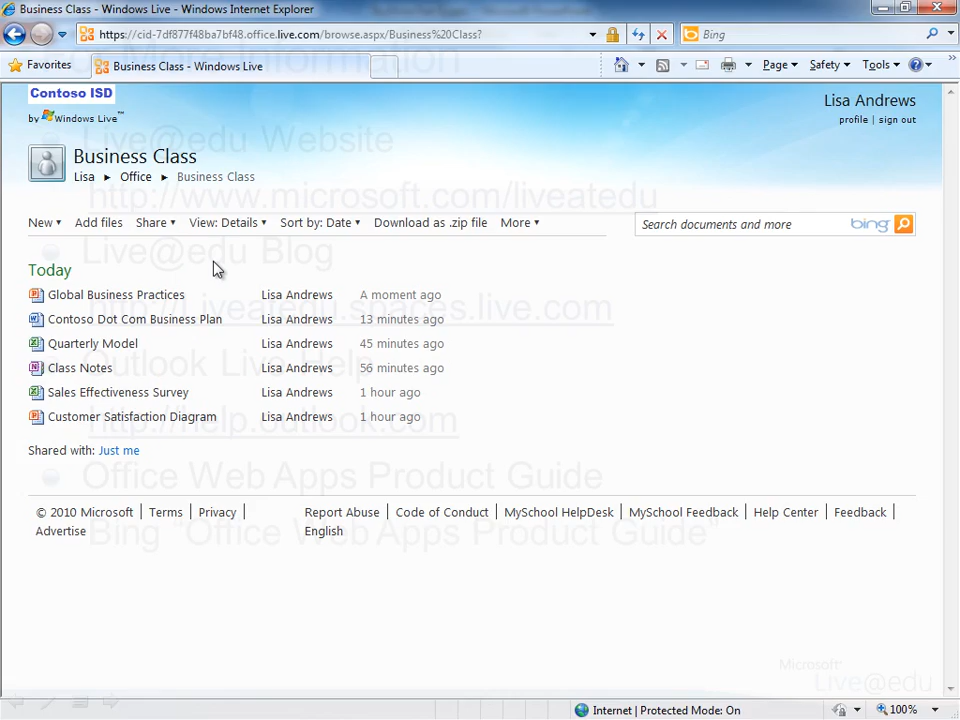 Business Class - Windows Live - Windows Internet Explorer
https://cid-7df877f48ba7bf48.office.live.com/browse.aspx/Business%20Class?
Bing
Favorites
Business Class - Windows Live
Page
Safety
Tools
Information
Contoso ISD
by Windows Live™
Lisa Andrews
profile | sign out
Live@edu Website
Business Class
Lisa ► Office ► Business Class
http://www.microsoft.com/liveatedu
New Add files Share View: Details Sort by: Date Download as .zip file More
Search documents and more bing
Live@edu Blog
Today
Global Business Practices Lisa Andrews A moment ago
http://liveatedu.spaces.live.com
Contoso Dot Com Business Plan Lisa Andrews 13 minutes ago
Quarterly Model Lisa Andrews 45 minutes ago
Outlook Live Help
Class Notes Lisa Andrews 56 minutes ago
Sales Effectiveness Survey Lisa Andrews 1 hour ago
Customer Satisfaction Diagram Lisa Andrews 1 hour ago
http://help.outlook.com
Shared with: Just me
Office Web Apps Product Guide
© 2010 Microsoft | Terms | Privacy | Report Abuse | Code of Conduct | MySchool HelpDesk | MySchool Feedback | Help Center | Feedback |
Advertise English
Bing "Office Web Apps Product Guide"
Microsoft
Live@edu
Internet | Protected Mode: On
100%